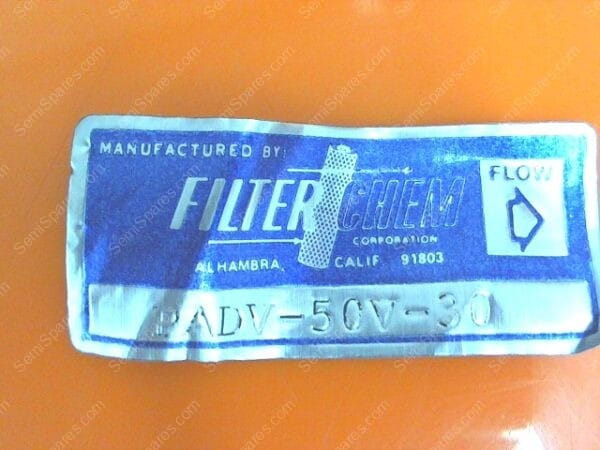 MANUFACTURED BY:
FILTER CHEM
CORPORATION
ALHAMBRA, CALIF 91803
FLOW
PADV-50V-30
SemiSpares.com